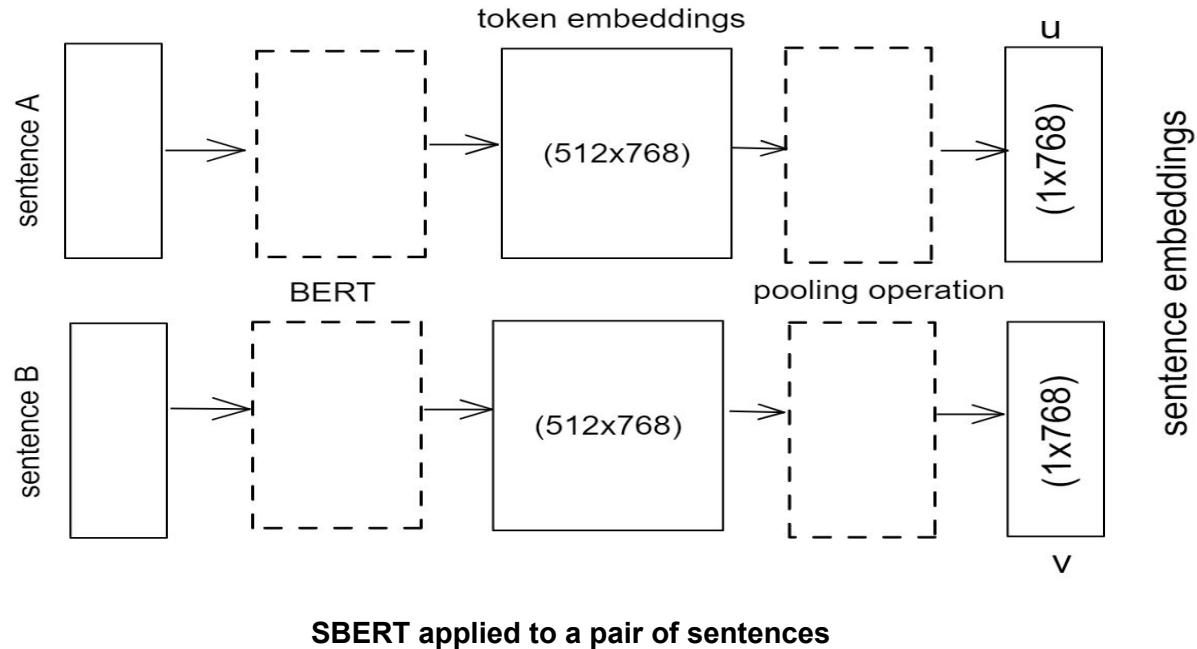 token embeddings
u
sentence A
(512x768)
(1x768)
sentence embeddings
BERT
pooling operation
sentence B
(512x768)
(1x768)
v
SBERT applied to a pair of sentences